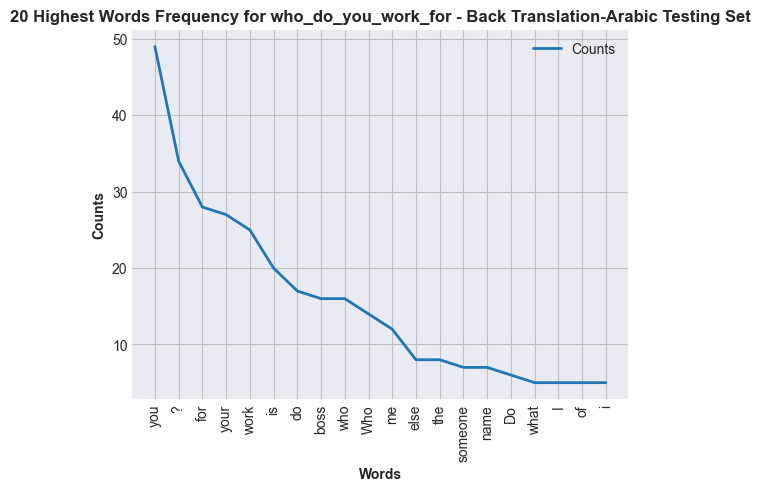 20 Highest Words Frequency for who_do_you_work_for - Back Translation-Arabic Testing Set
Counts
50
40
30
20
10
Counts
you
?
for
your
work
is
do
boss
who
Who
me
else
the
someone
name
Do
what
I
of
i
Words